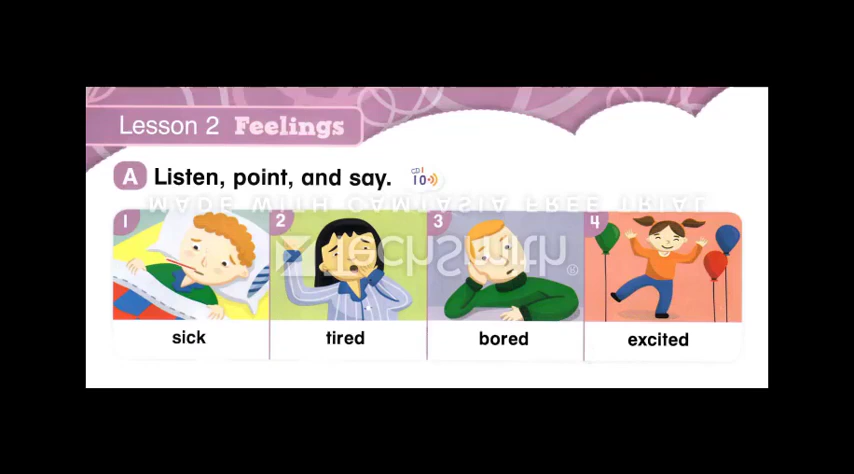 Lesson 2 Feelings
A Listen, point, and say.
CD1
10
MADE WITH CAMTASIA FREE TRIAL
1 2 3 4
TechSmith®
sick tired bored excited